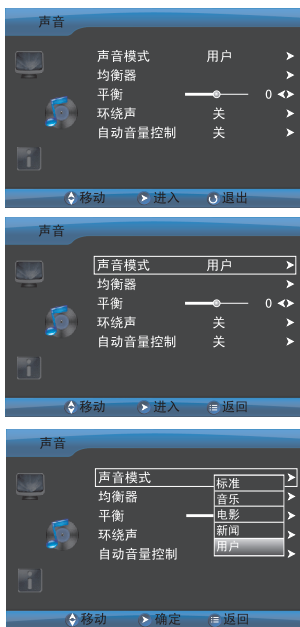 声音
声音模式 用户
均衡器
平衡 0
环绕声 关
自动音量控制 关
移动 进入 退出
声音
声音模式 用户
均衡器
平衡 0
环绕声 关
自动音量控制 关
移动 进入 返回
声音
声音模式
均衡器
平衡
环绕声
自动音量控制
标准
音乐
电影
新闻
用户
移动 确定 返回